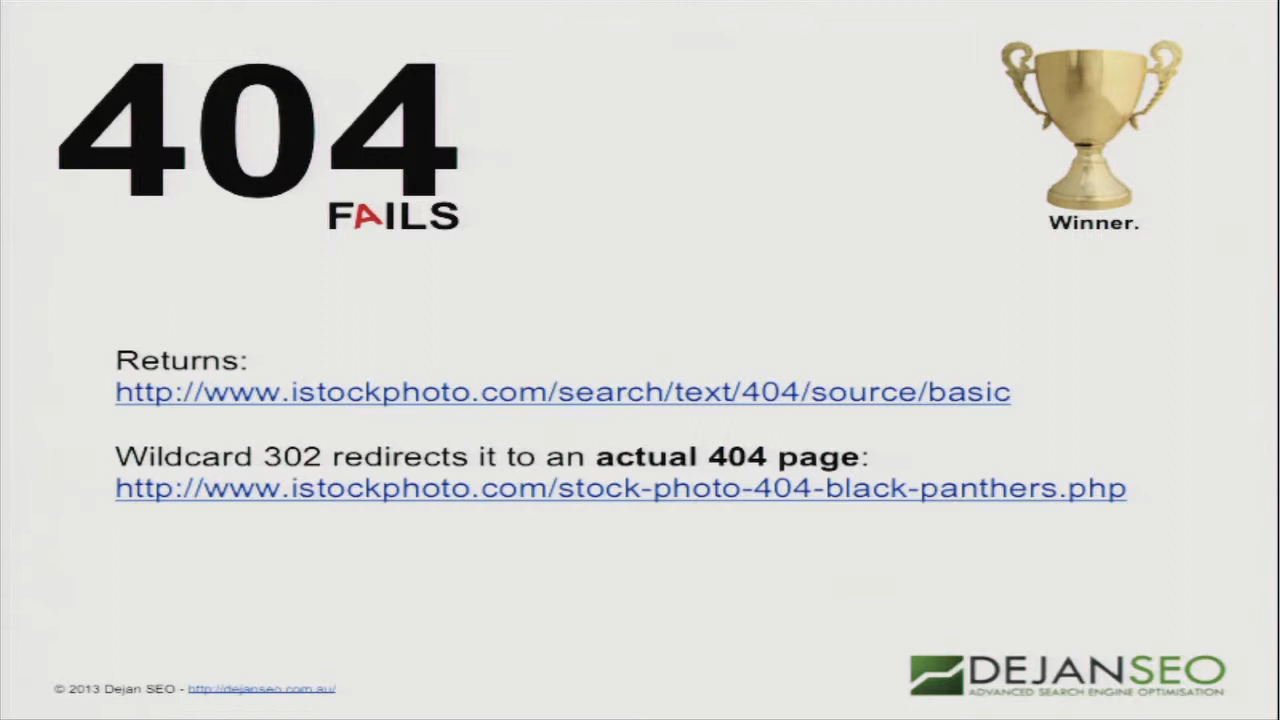 404
FAILS
Winner.
Returns:
http://www.istockphoto.com/search/text/404/source/basic
Wildcard 302 redirects it to an actual 404 page:
http://www.istockphoto.com/stock-photo-404-black-panthers.php
© 2013 Dejan SEO - http://dejanseo.com.au/
DEJANSEO
ADVANCED SEARCH ENGINE OPTIMISATION